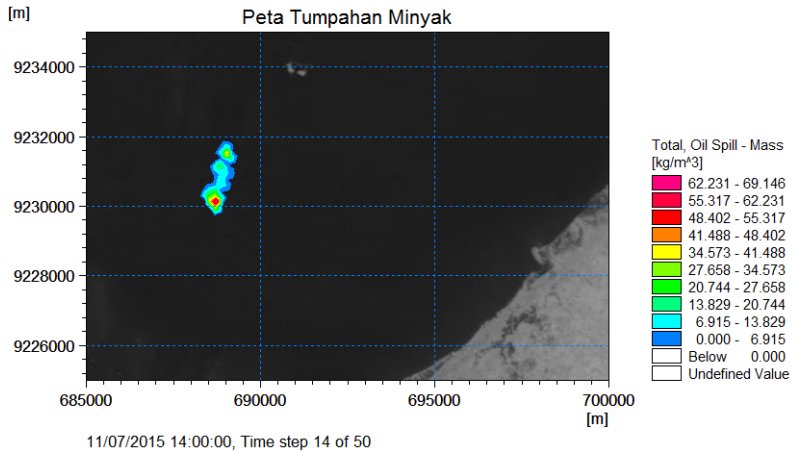 Peta Tumpahan Minyak
[m]
9234000
9232000
9230000
9228000
9226000
685000 690000 695000 700000
[m]
11/07/2015 14:00:00, Time step 14 of 50
Total, Oil Spill - Mass
[kg/m^3]
62.231 - 69.146
55.317 - 62.231
48.402 - 55.317
41.488 - 48.402
34.573 - 41.488
27.658 - 34.573
20.744 - 27.658
13.829 - 20.744
6.915 - 13.829
0.000 - 6.915
Below 0.000
Undefined Value